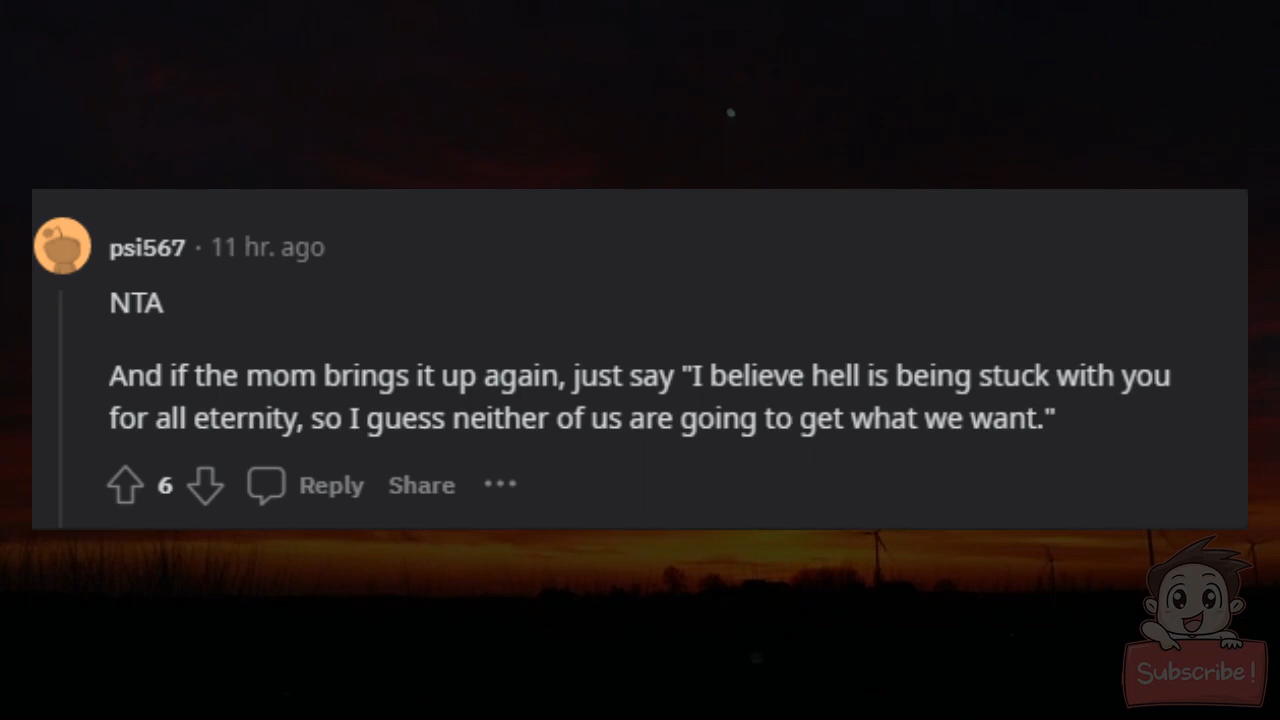 psi567 · 11 hr. ago
NTA
And if the mom brings it up again, just say "I believe hell is being stuck with you
for all eternity, so I guess neither of us are going to get what we want."
6 Reply Share ...
Subscribe!